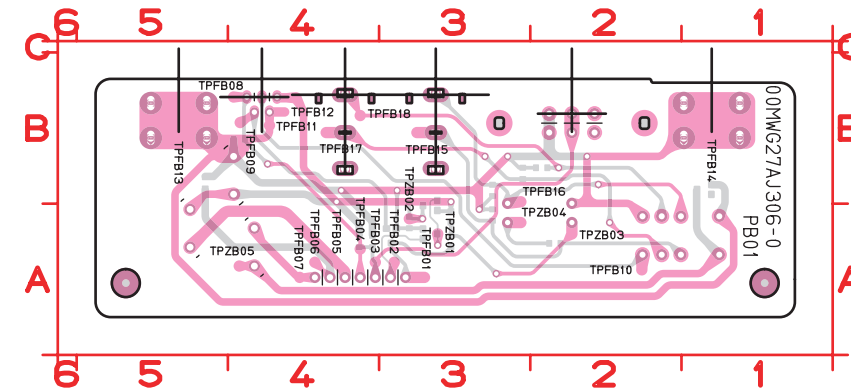 6 5 4 3 2 1
C C
TPFB08
B TPFB12 TPFB18 B
TPFB11
TPFB17 TPFB15
TPFB09
TPFB13
TPFB14
00MWG27AJ306-0
PB01
TPFB16
TPZB04
TPZB02
TPZB03
TPZB01
TPZB05
TPFB07
TPFB06
TPFB05
TPFB04
TPFB03
TPFB02
TPFB01
TPFB10
A A
6 5 4 3 2 1